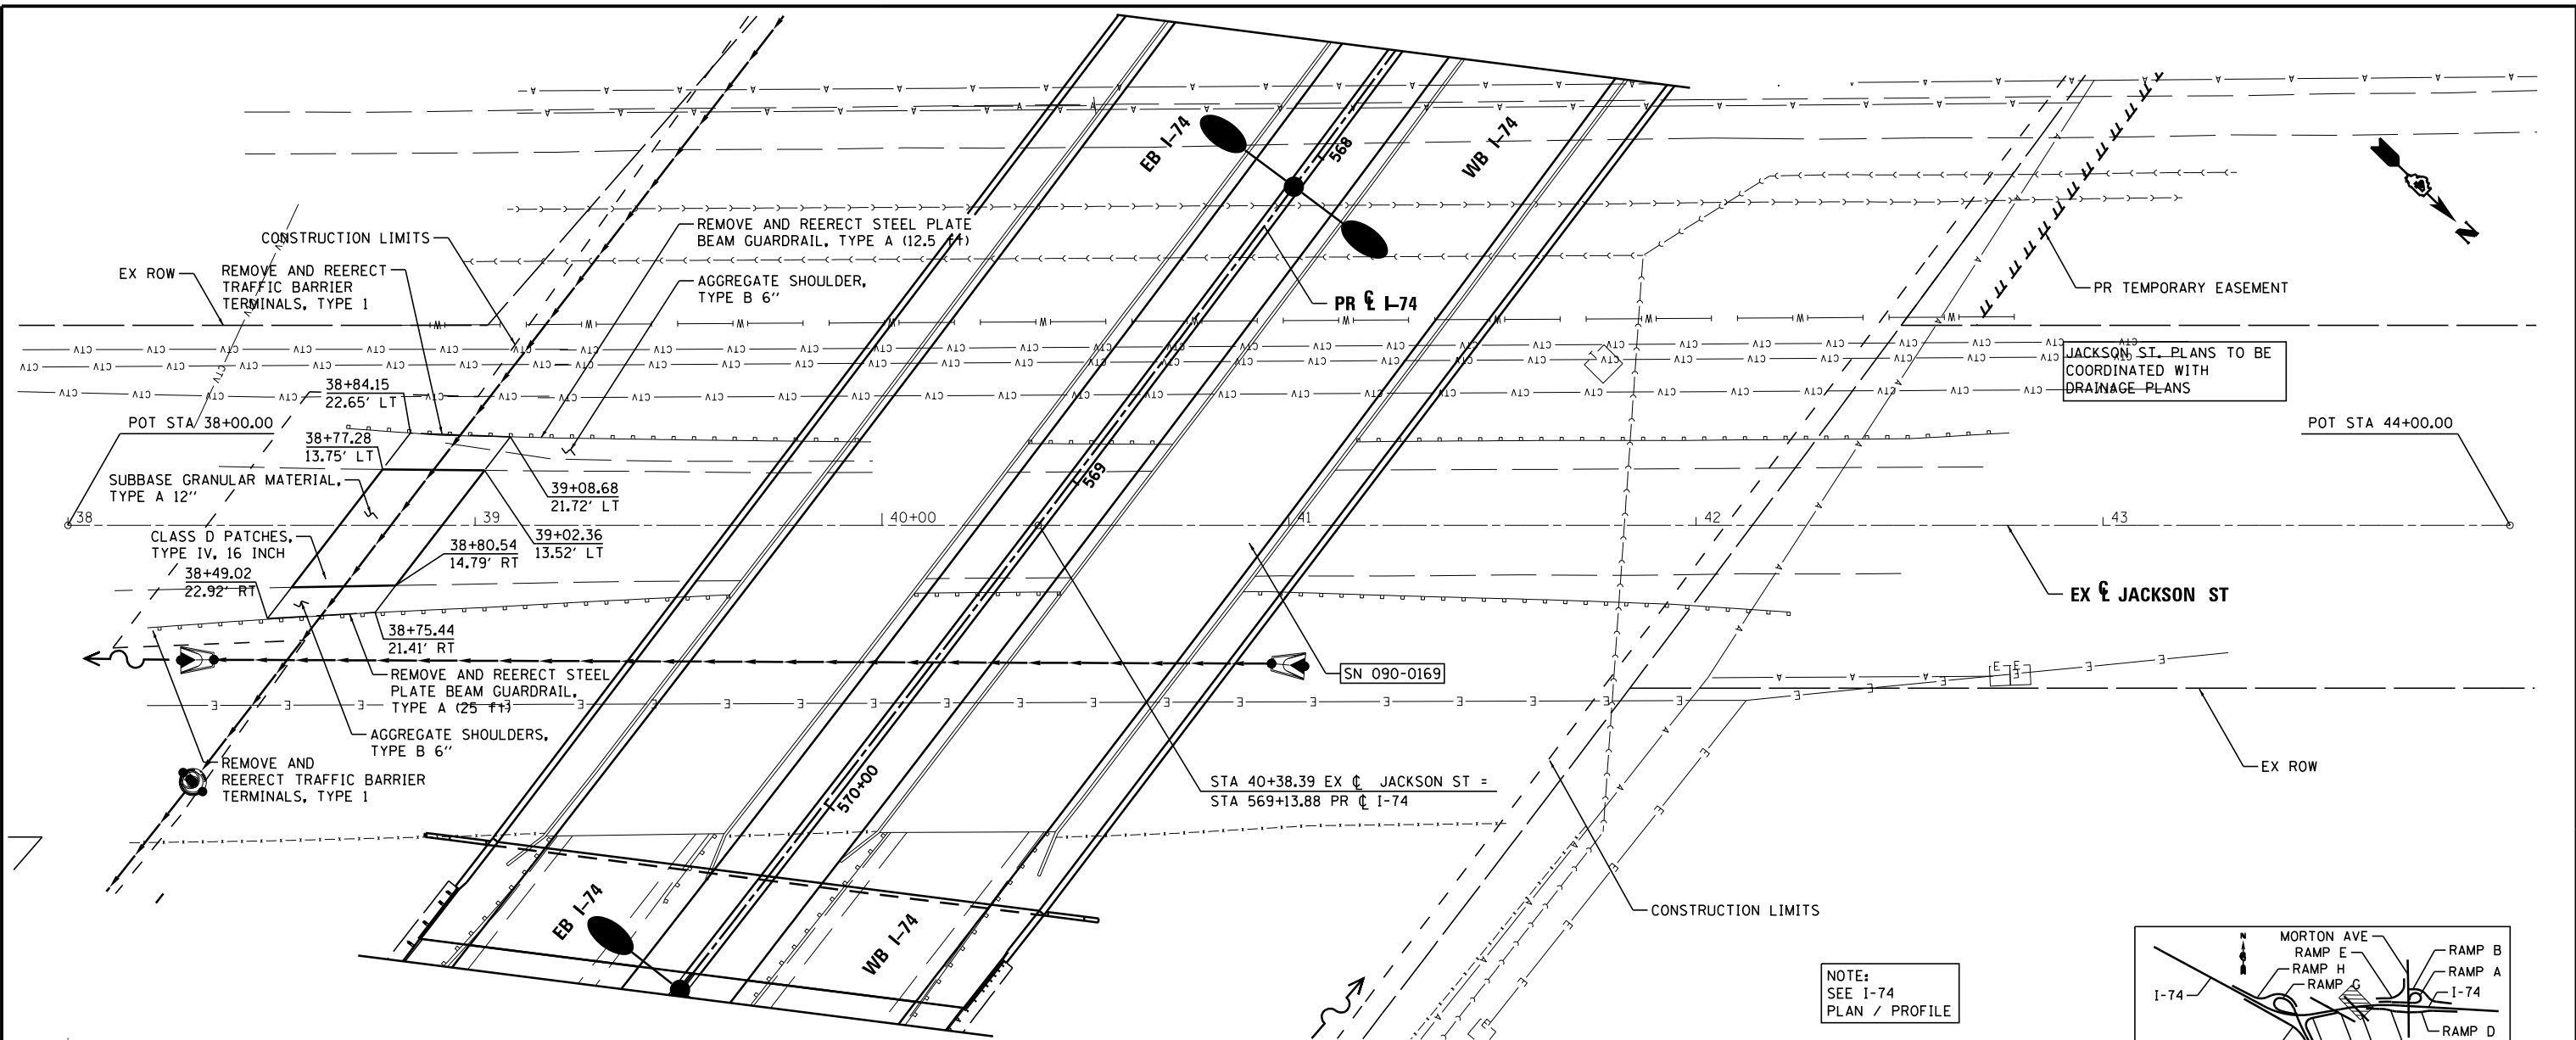 EB I-74
568
WB I-74
N
CONSTRUCTION LIMITS
EX ROW
REMOVE AND REERECT
TRAFFIC BARRIER
TERMINALS, TYPE 1
REMOVE AND REERECT STEEL PLATE
BEAM GUARDRAIL, TYPE A (12.5 ft)
AGGREGATE SHOULDER,
TYPE B 6"
PR ℄ I-74
PR TEMPORARY EASEMENT
JACKSON ST. PLANS TO BE
COORDINATED WITH
DRAINAGE PLANS
38+84.15
22.65' LT
POT STA 38+00.00
38+77.28
13.75' LT
SUBBASE GRANULAR MATERIAL,
TYPE A 12"
39+08.68
21.72' LT
569
POT STA 44+00.00
38
39
40+00
41
42
43
CLASS D PATCHES,
TYPE IV, 16 INCH
38+80.54
14.79' RT
39+02.36
13.52' LT
38+49.02
22.92' RT
EX ℄ JACKSON ST
38+75.44
21.41' RT
REMOVE AND REERECT STEEL
PLATE BEAM GUARDRAIL,
TYPE A (25 ft)
SN 090-0169
AGGREGATE SHOULDERS,
TYPE B 6"
REMOVE AND
REERECT TRAFFIC BARRIER
TERMINALS, TYPE 1
570+00
STA 40+38.39 EX ℄ JACKSON ST =
STA 569+13.88 PR ℄ I-74
EX ROW
CONSTRUCTION LIMITS
EB I-74
WB I-74
NOTE:
SEE I-74
PLAN / PROFILE
N
MORTON AVE
RAMP E
RAMP B
RAMP H
RAMP A
RAMP G
I-74
I-74
RAMP D